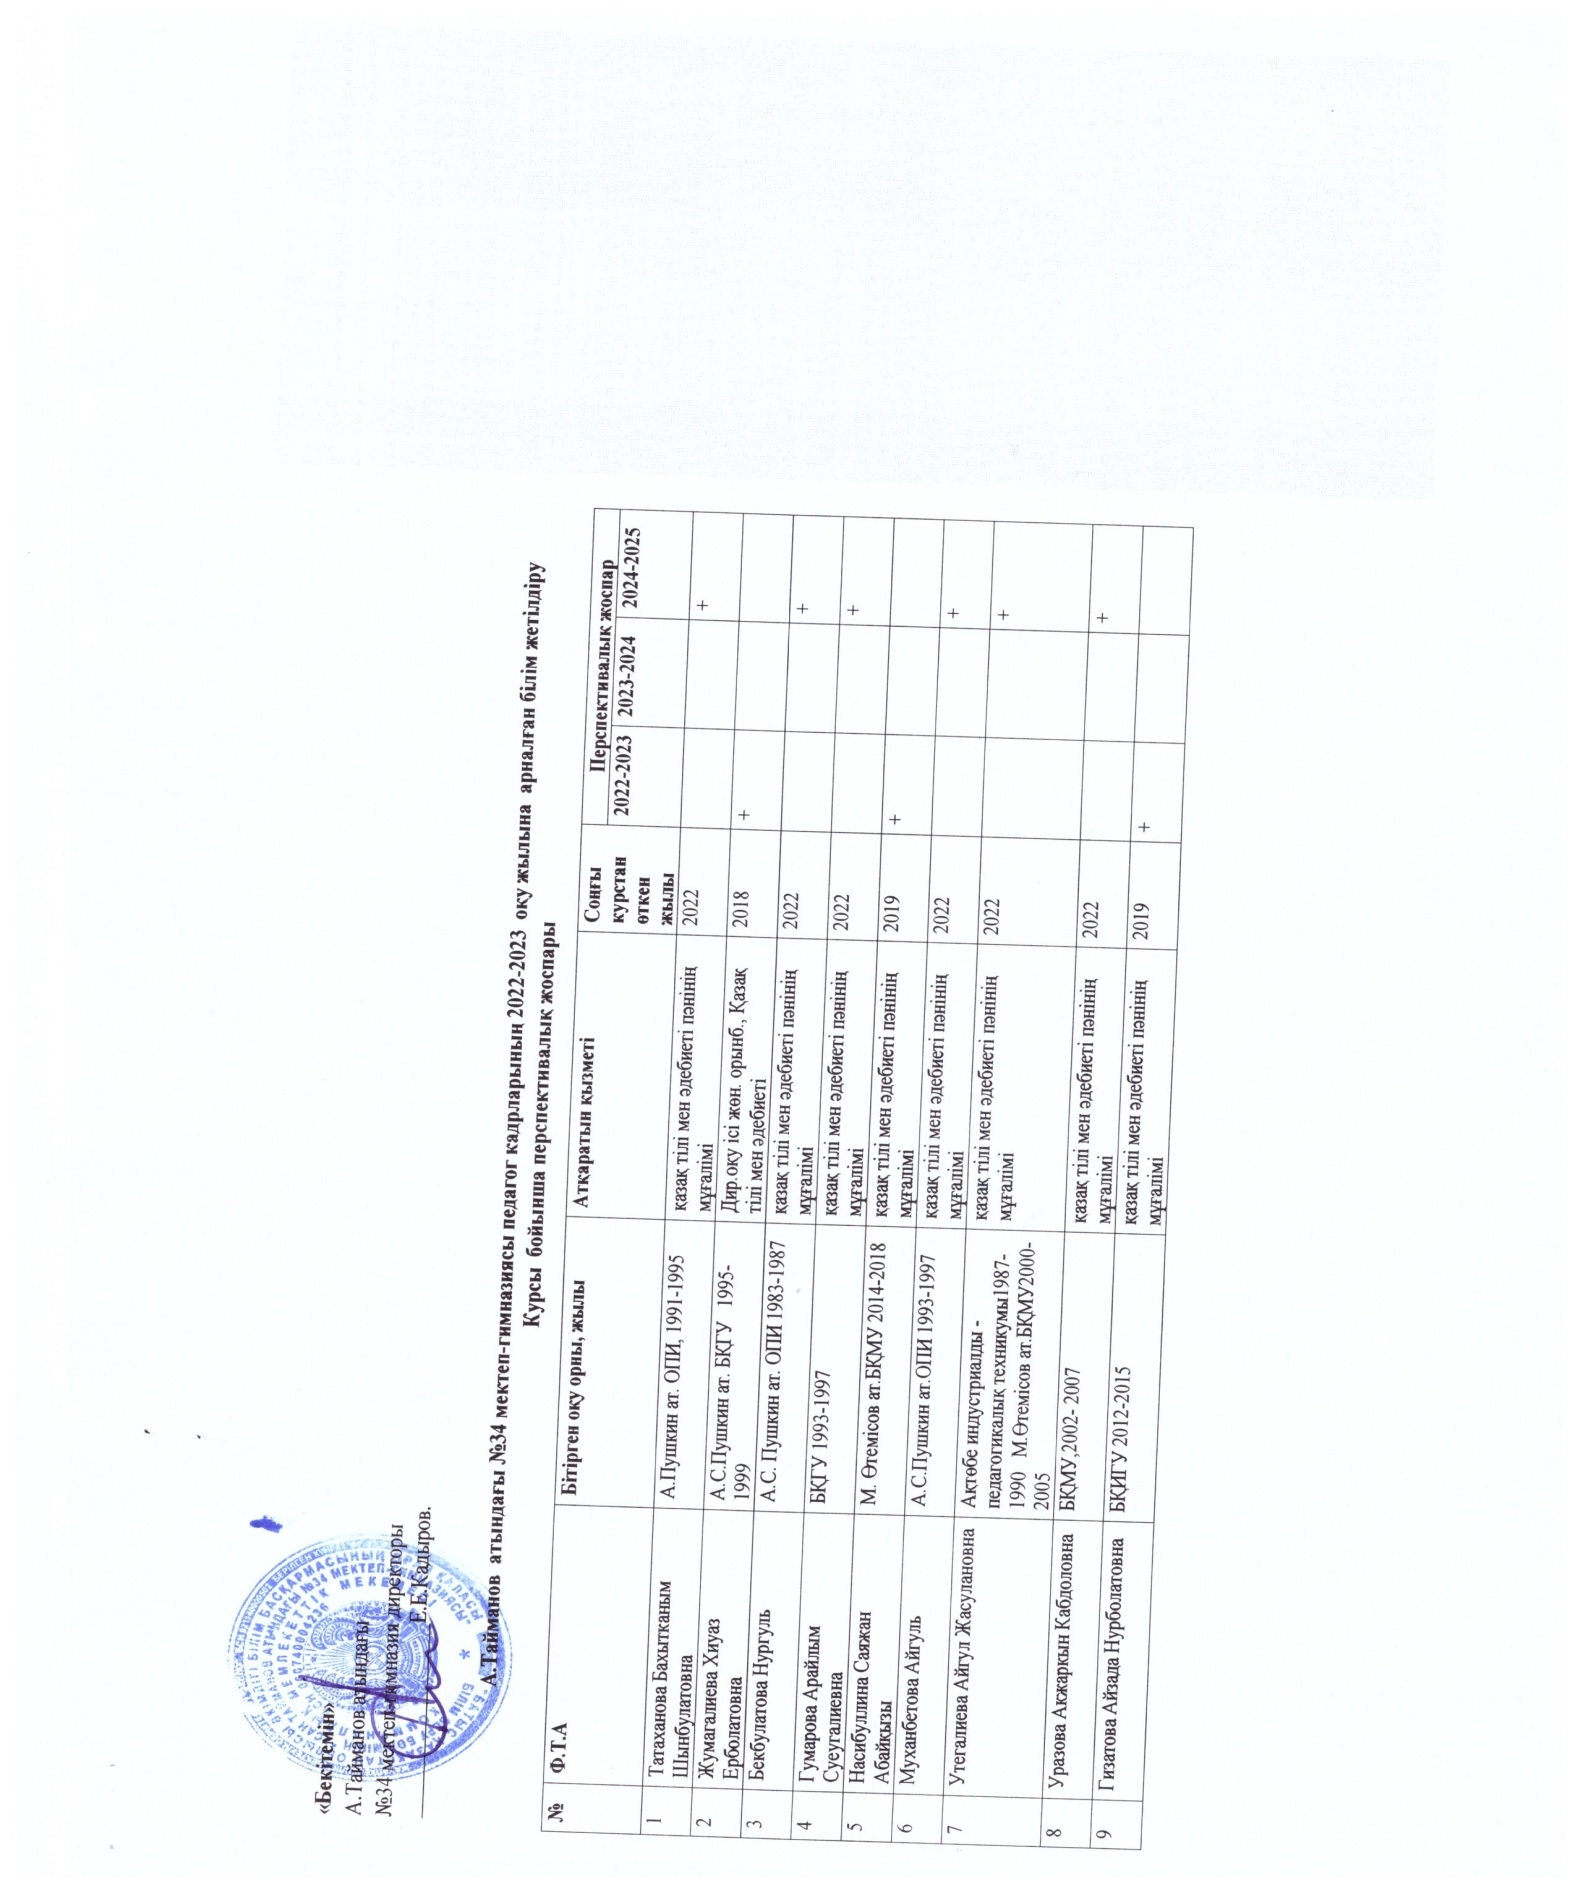 «Бекітемін»
А.Тайманов атындағы
№34 мектеп-гимназия директоры
Е.Е.Кадыров.
А.Тайманов атындағы №34 мектеп-гимназиясы педагог кадрларының 2022-2023 оқу жылына арналған білім жетілдіру
Курсы бойынша перспективалық жоспары
№ Ф.Т.А Бітірген оқу орны, жылы Атқаратын қызметі Соңғы курстан өткен жылы Перспективалық жоспар
2022-2023 2023-2024 2024-2025
1 Татаханова Бахытканым А.Пушкин ат. ОПИ, 1991-1995 қазақ тілі мен әдебиеті пәнінің 2022 +
Шынбулатовна мұғалімі
2 Жумагалиева Хиуаз А.С.Пушкин ат. БҚГУ 1995- Дир.оқу ісі жөн. орынб., Қазақ 2018 +
Ерболатовна 1999 тілі мен әдебиеті
3 Бекбулатова Нургуль А.С. Пушкин ат. ОПИ 1983-1987 қазақ тілі мен әдебиеті пәнінің 2022 +
мұғалімі
4 Гумарова Арайлым БҚГУ 1993-1997 қазақ тілі мен әдебиеті пәнінің 2022 +
Суеугалиевна мұғалімі
5 Насибуллина Саяжан М. Өтемісов ат.БҚМУ 2014-2018 қазақ тілі мен әдебиеті пәнінің 2019 +
Абайқызы мұғалімі
6 Муханбетова Айгуль А.С.Пушкин ат.ОПИ 1993-1997 қазақ тілі мен әдебиеті пәнінің 2022 +
мұғалімі
7 Утегалиева Айгул Жасулановна Ақтөбе индустриалды - қазақ тілі мен әдебиеті пәнінің 2022 +
педагогикалық техникумы1987- мұғалімі
1990 М.Өтемісов ат.БҚМУ2000-
2005
8 Уразова Акжаркын Кабдоловна БҚМУ,2002- 2007 қазақ тілі мен әдебиеті пәнінің 2022 +
мұғалімі
9 Гизатова Айзада Нурболатовна БҚИГУ 2012-2015 қазақ тілі мен әдебиеті пәнінің 2019 +
мұғалімі